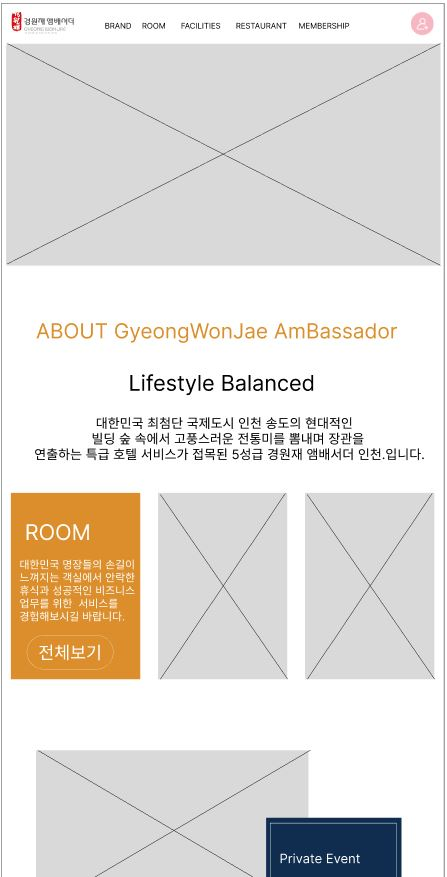 경원재 앰배서더
GYEONGWONJAE
BRAND ROOM FACILITIES RESTAURANT MEMBERSHIP
ABOUT GyeongWonJae AmBassador
Lifestyle Balanced
대한민국 최첨단 국제도시 인천 송도의 현대적인
빌딩 숲 속에서 고풍스러운 전통미를 뽐내며 장관을
연출하는 특급 호텔 서비스가 접목된 5성급 경원재 앰배서더 인천.입니다.
ROOM
대한민국 명장들의 손길이
느껴지는 객실에서 안락한
휴식과 성공적인 비즈니스
업무를 위한 서비스를
경험해보시길 바랍니다.
전체보기
Private Event